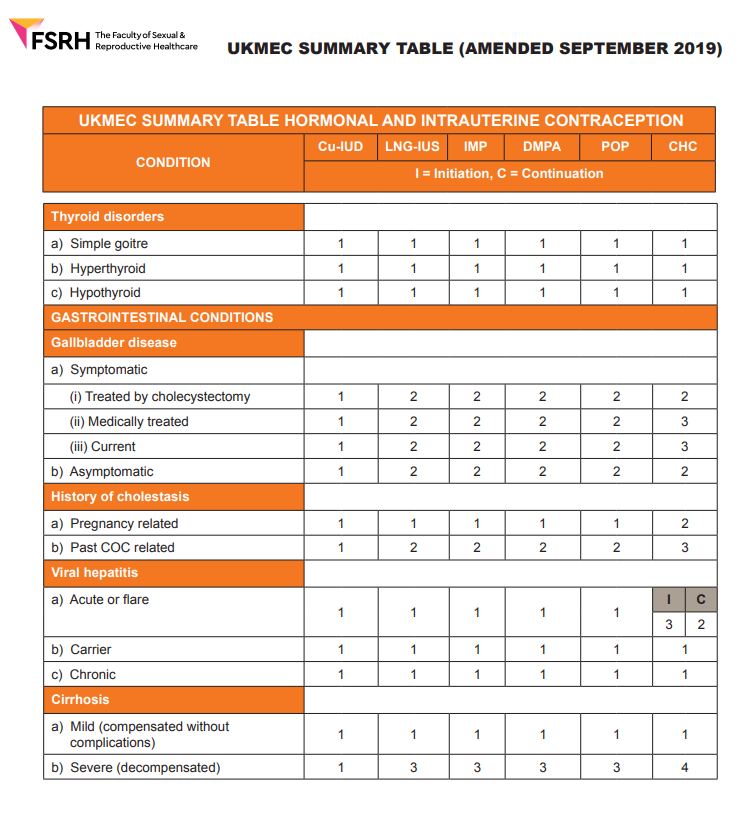 FSRH The Faculty of Sexual &
Reproductive Healthcare
UKMEC SUMMARY TABLE (AMENDED SEPTEMBER 2019)
UKMEC SUMMARY TABLE HORMONAL AND INTRAUTERINE CONTRACEPTION
CONDITION
Cu-IUD LNG-IUS IMP DMPA POP CHC
I = Initiation, C = Continuation
Thyroid disorders
a) Simple goitre 1 1 1 1 1 1
b) Hyperthyroid 1 1 1 1 1 1
c) Hypothyroid 1 1 1 1 1 1
GASTROINTESTINAL CONDITIONS
Gallbladder disease
a) Symptomatic
(i) Treated by cholecystectomy 1 2 2 2 2 2
(ii) Medically treated 1 2 2 2 2 3
(iii) Current 1 2 2 2 2 3
b) Asymptomatic 1 2 2 2 2 2
History of cholestasis
a) Pregnancy related 1 1 1 1 1 2
b) Past COC related 1 2 2 2 2 3
Viral hepatitis
a) Acute or flare 1 1 1 1 1
I C
3 2
b) Carrier 1 1 1 1 1 1
c) Chronic 1 1 1 1 1 1
Cirrhosis
a) Mild (compensated without
complications) 1 1 1 1 1 1
b) Severe (decompensated) 1 3 3 3 3 4